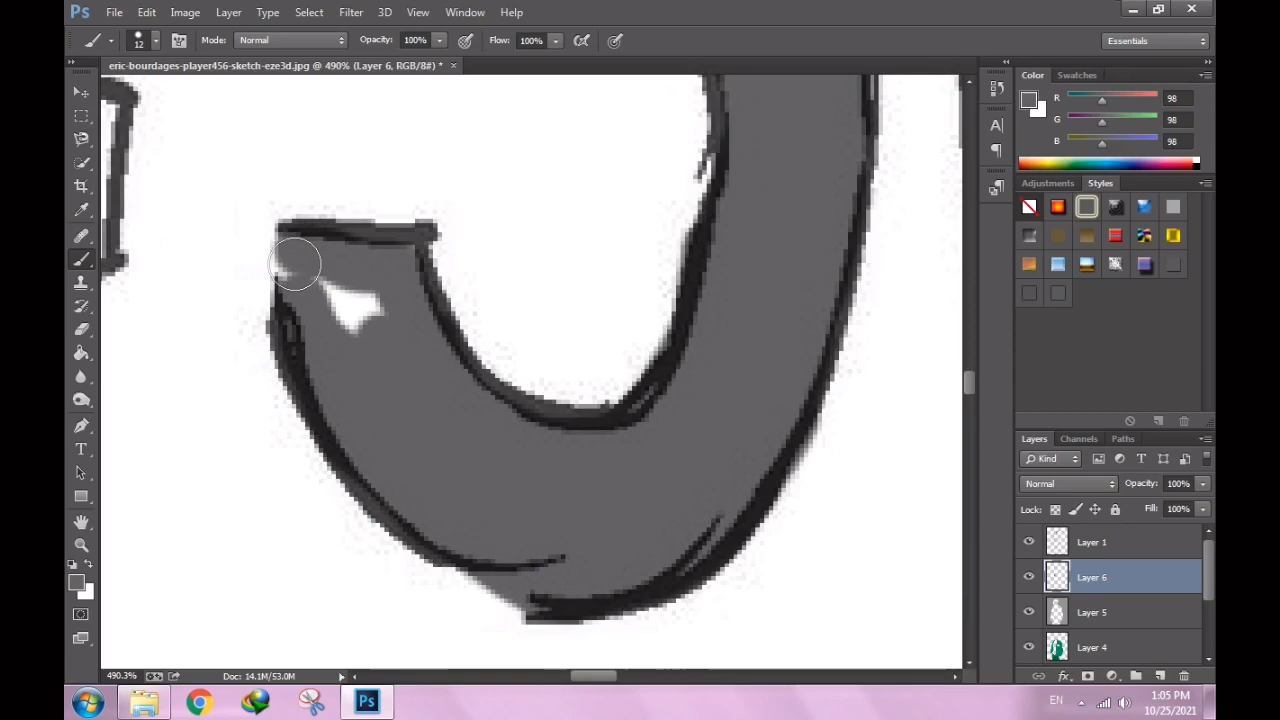 Ps File Edit Image Layer Type Select Filter 3D View Window Help
12 Mode: Normal Opacity: 100% Flow: 100% Essentials
eric-bourdages-player456-sketch-eze3d.jpg @ 490% (Layer 6, RGB/8#) * ×
Color Swatches
R 98
G 98
B 98
Adjustments Styles
Layers Channels Paths
Kind
Normal Opacity: 100%
Lock: Fill: 100%
Layer 1
Layer 6
Layer 5
Layer 4
490.3% Doc: 14.1M/53.0M
Ps EN 1:05 PM
10/25/2021